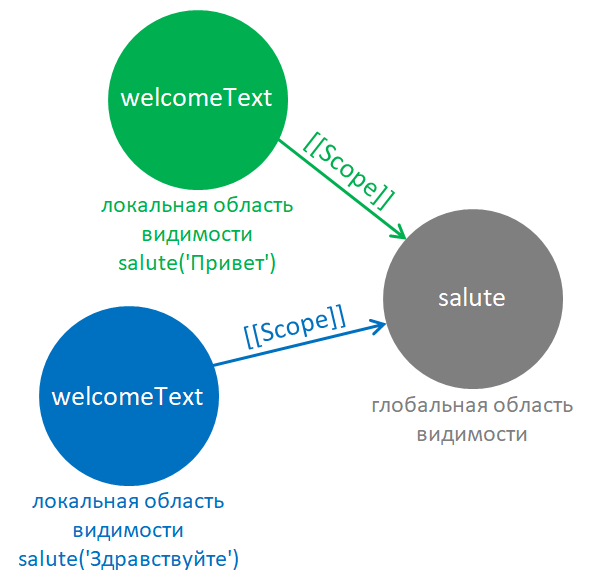 welcomeText
[[Scope]]
локальная область
видимости
salute('Привет')
salute
[[Scope]]
welcomeText
глобальная область
видимости
локальная область
видимости
salute('Здравствуйте')